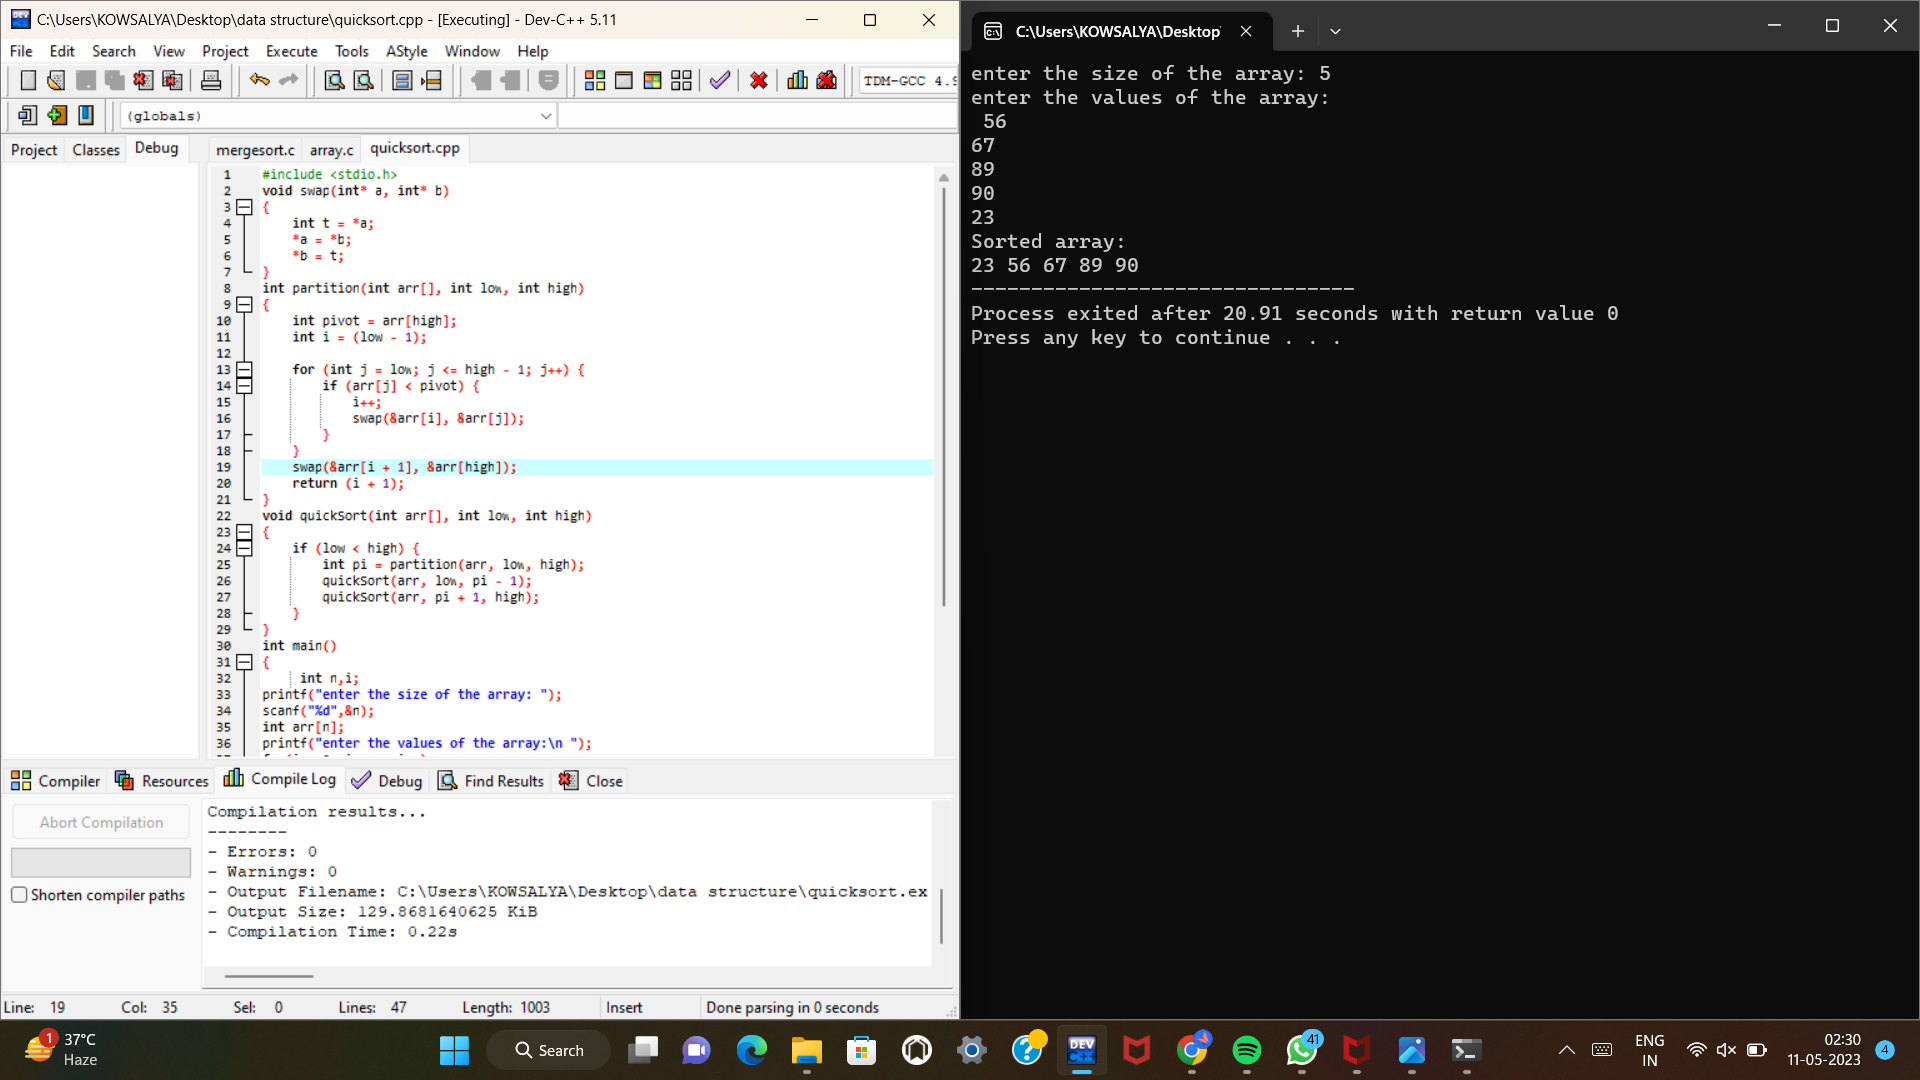 C:\Users\KOWSALYA\Desktop\data structure\quicksort.cpp - [Executing] - Dev-C++ 5.11
File Edit Search View Project Execute Tools AStyle Window Help
TDM-GCC 4.9
(globals)
Project Classes Debug
mergesort.c array.c quicksort.cpp
1 #include <stdio.h>
2 void swap(int* a, int* b)
3 {
4 int t = *a;
5 *a = *b;
6 *b = t;
7 }
8 int partition(int arr[], int low, int high)
9 {
10 int pivot = arr[high];
11 int i = (low - 1);
12
13 for (int j = low; j <= high - 1; j++) {
14 if (arr[j] < pivot) {
15 i++;
16 swap(&arr[i], &arr[j]);
17 }
18 }
19 swap(&arr[i + 1], &arr[high]);
20 return (i + 1);
21 }
22 void quickSort(int arr[], int low, int high)
23 {
24 if (low < high) {
25 int pi = partition(arr, low, high);
26 quickSort(arr, low, pi - 1);
27 quickSort(arr, pi + 1, high);
28 }
29 }
30 int main()
31 {
32 int n,i;
33 printf("enter the size of the array: ");
34 scanf("%d",&n);
35 int arr[n];
36 printf("enter the values of the array:\n ");
Compiler Resources Compile Log Debug Find Results Close
Abort Compilation
Shorten compiler paths
Compilation results...
--------
- Errors: 0
- Warnings: 0
- Output Filename: C:\Users\KOWSALYA\Desktop\data structure\quicksort.ex
- Output Size: 129.8681640625 KiB
- Compilation Time: 0.22s
Line: 19 Col: 35 Sel: 0 Lines: 47 Length: 1003 Insert Done parsing in 0 seconds
C:\Users\KOWSALYA\Desktop\
enter the size of the array: 5
enter the values of the array:
56
67
89
90
23
Sorted array:
23 56 67 89 90
--------------------------------
Process exited after 20.91 seconds with return value 0
Press any key to continue . . .
1
37°C
Haze
Search
DEV
C++
41
ENG
IN
02:30
11-05-2023
4